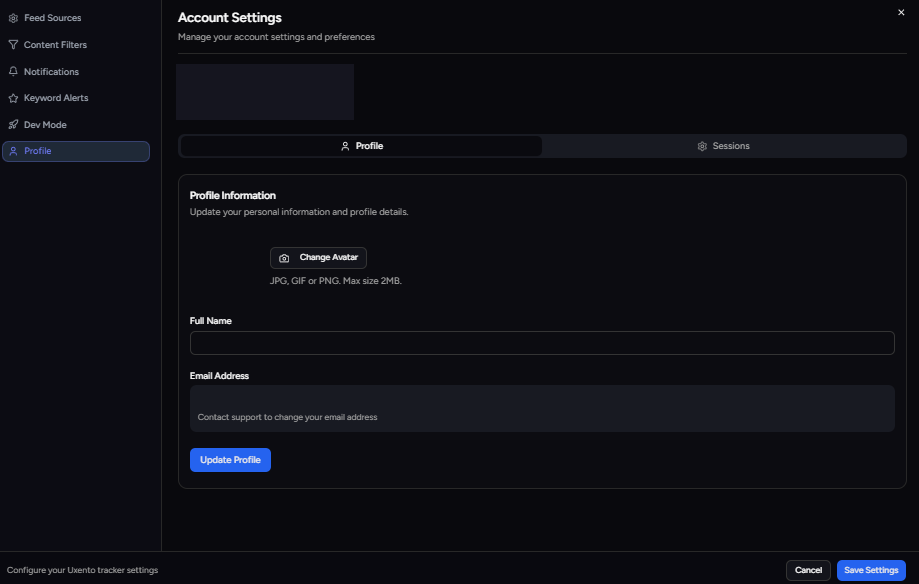 Feed Sources
Content Filters
Notifications
Keyword Alerts
Dev Mode
Profile
Account Settings
Manage your account settings and preferences
Profile
Sessions
Profile Information
Update your personal information and profile details.
Change Avatar
JPG, GIF or PNG. Max size 2MB.
Full Name
Email Address
Contact support to change your email address
Update Profile
Configure your Uxento tracker settings
Cancel
Save Settings